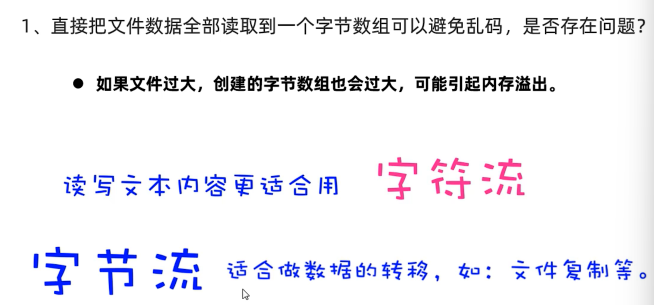 1、直接把文件数据全部读取到一个字节数组可以避免乱码，是否存在问题？
● 如果文件过大，创建的字节数组也会过大，可能引起内存溢出。
读写文本内容更适合用 字符流
字节流 适合做数据的转移，如：文件复制等。